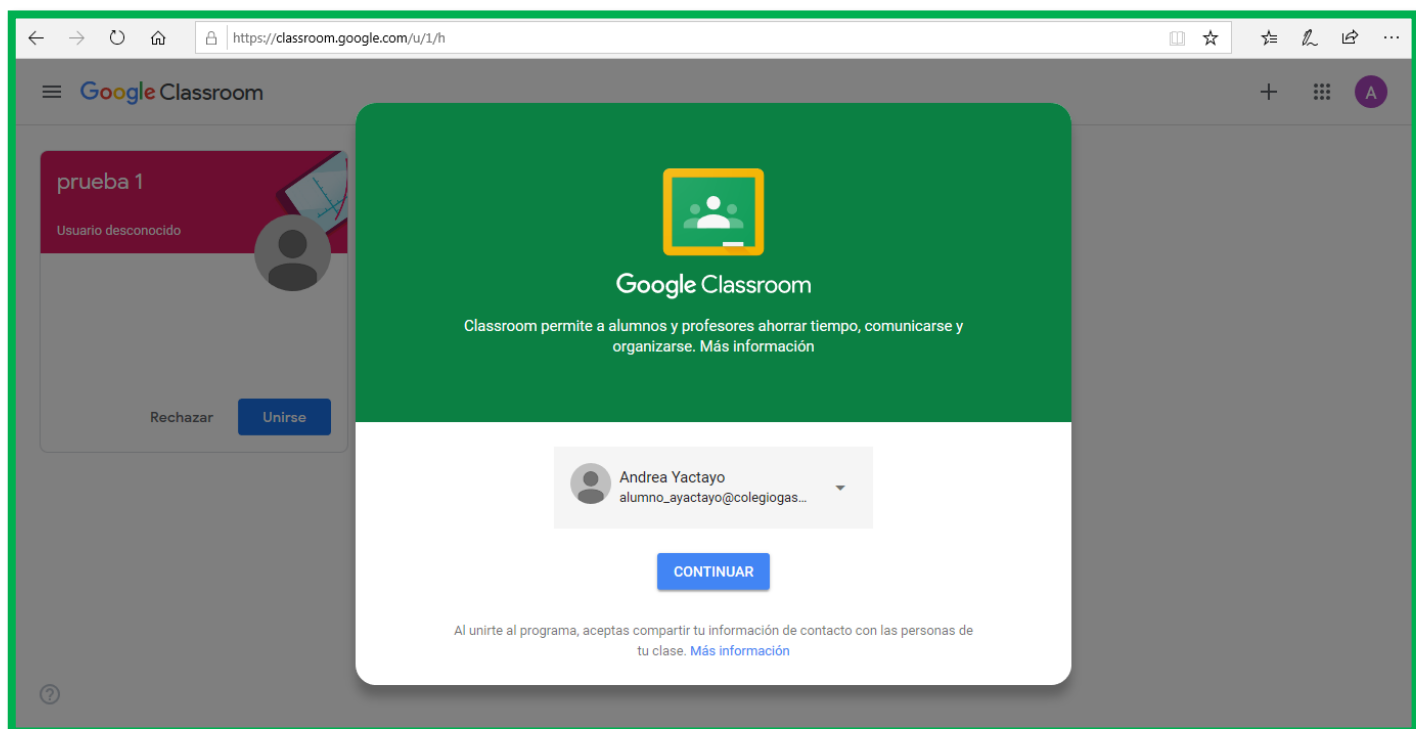 https://classroom.google.com/u/1/h
Google Classroom
A
prueba 1
Usuario desconocido
Rechazar
Unirse
Google Classroom
Classroom permite a alumnos y profesores ahorrar tiempo, comunicarse y
organizarse. Más información
Andrea Yactayo
alumno_ayactayo@colegiogas...
CONTINUAR
Al unirte al programa, aceptas compartir tu información de contacto con las personas de
tu clase. Más información